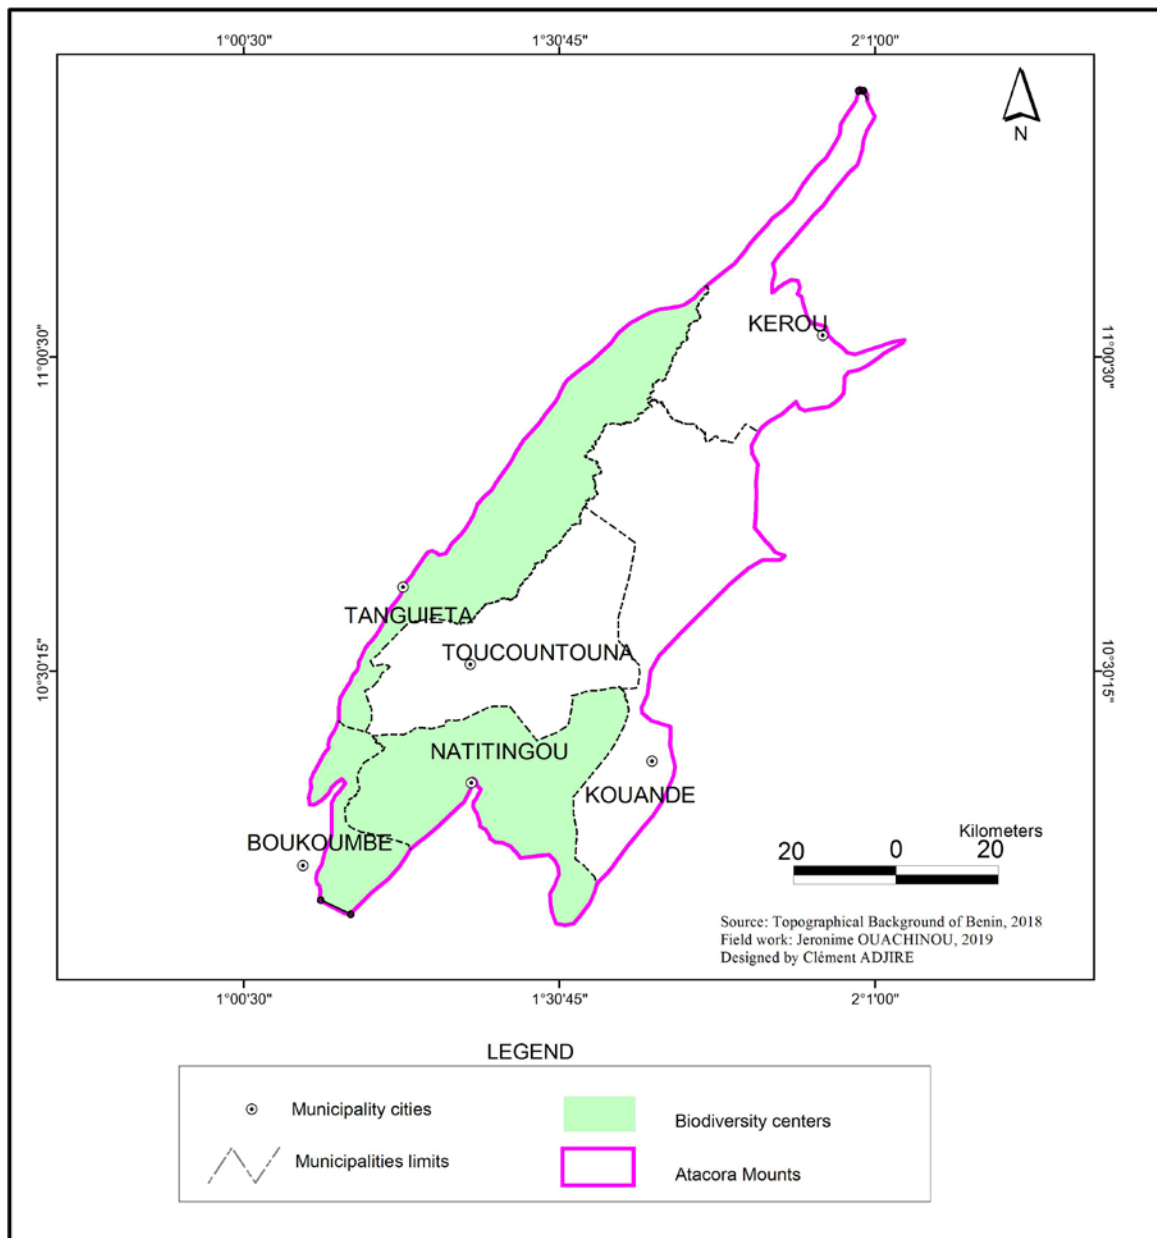 1°00'30"
1°30'45"
2°1'00"
N
KEROU
11°00'30"
11°00'30"
TANGUIETA
TOUCOUNTOUNA
10°30'15"
10°30'15"
NATITINGOU
KOUANDE
BOUKOUMBE
Kilometers
20 0 20
Source: Topographical Background of Benin, 2018
Field work: Jeronime OUACHINOU, 2019
Designed by Clément ADJIRE
1°00'30"
1°30'45"
2°1'00"
LEGEND
Municipality cities
Biodiversity centers
Municipalities limits
Atacora Mounts